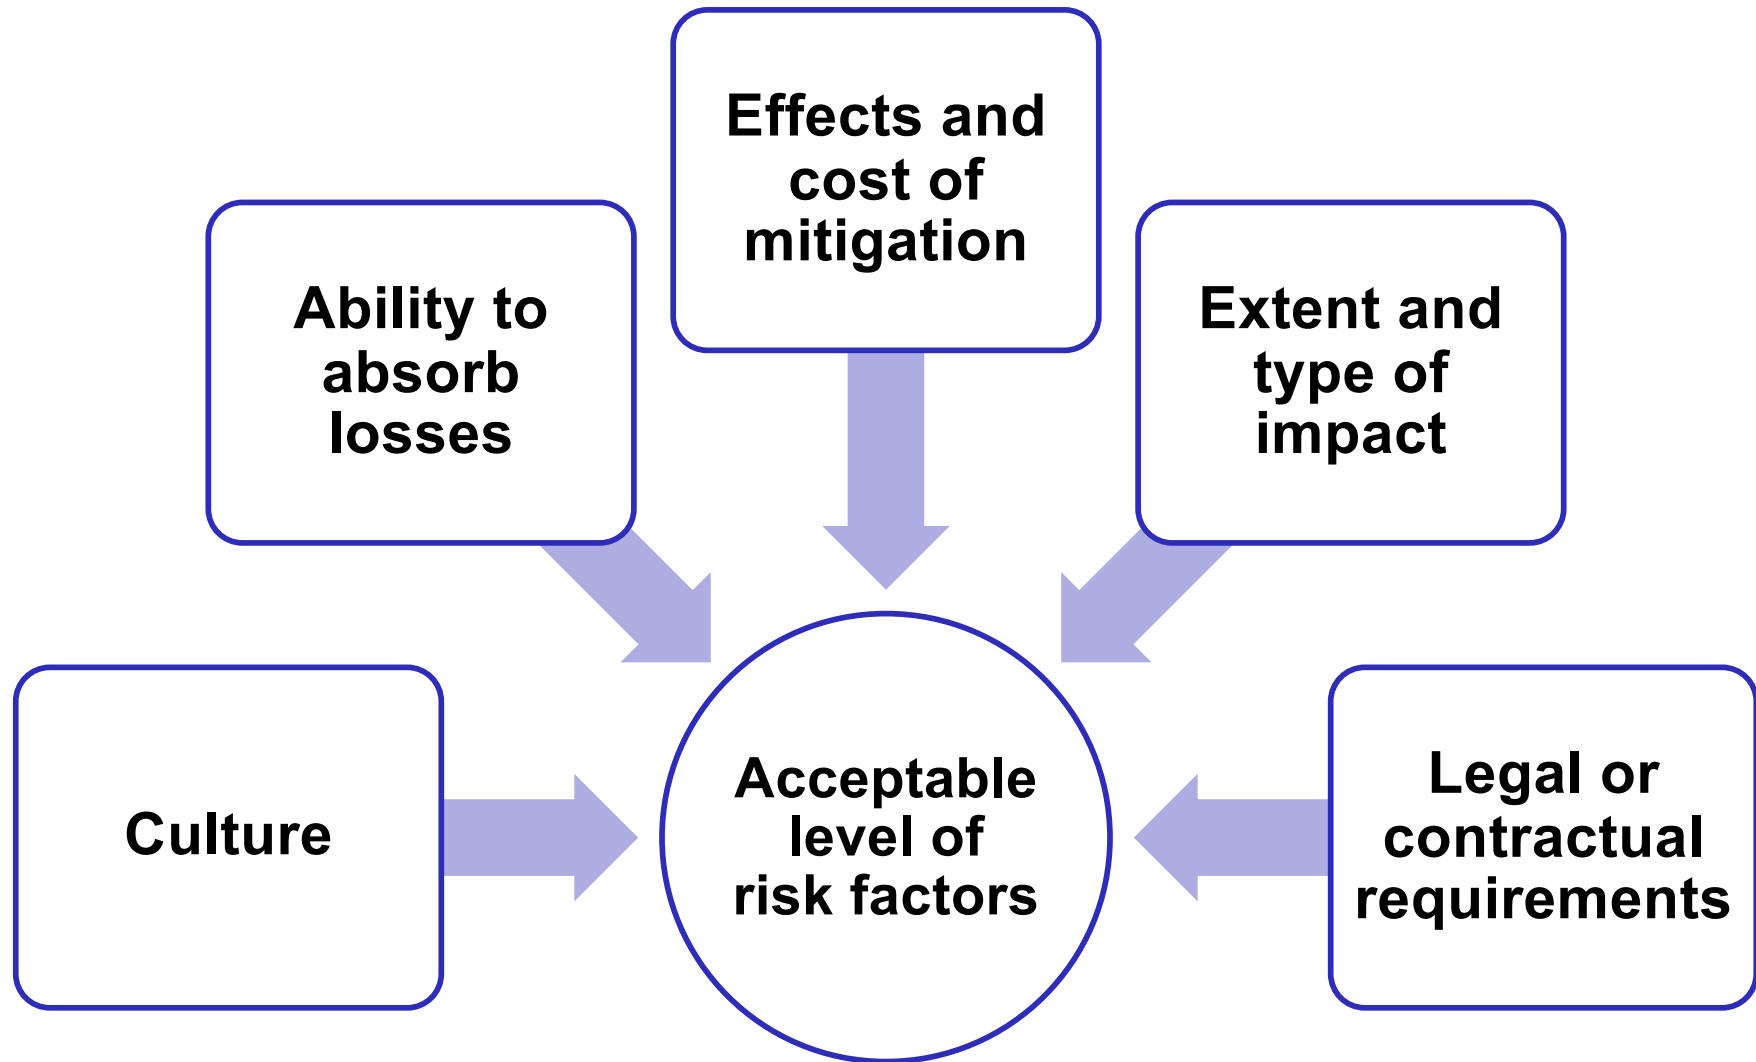 Effects and
cost of
mitigation
Ability to
absorb
losses
Extent and
type of
impact
Culture
Acceptable
level of
risk factors
Legal or
contractual
requirements